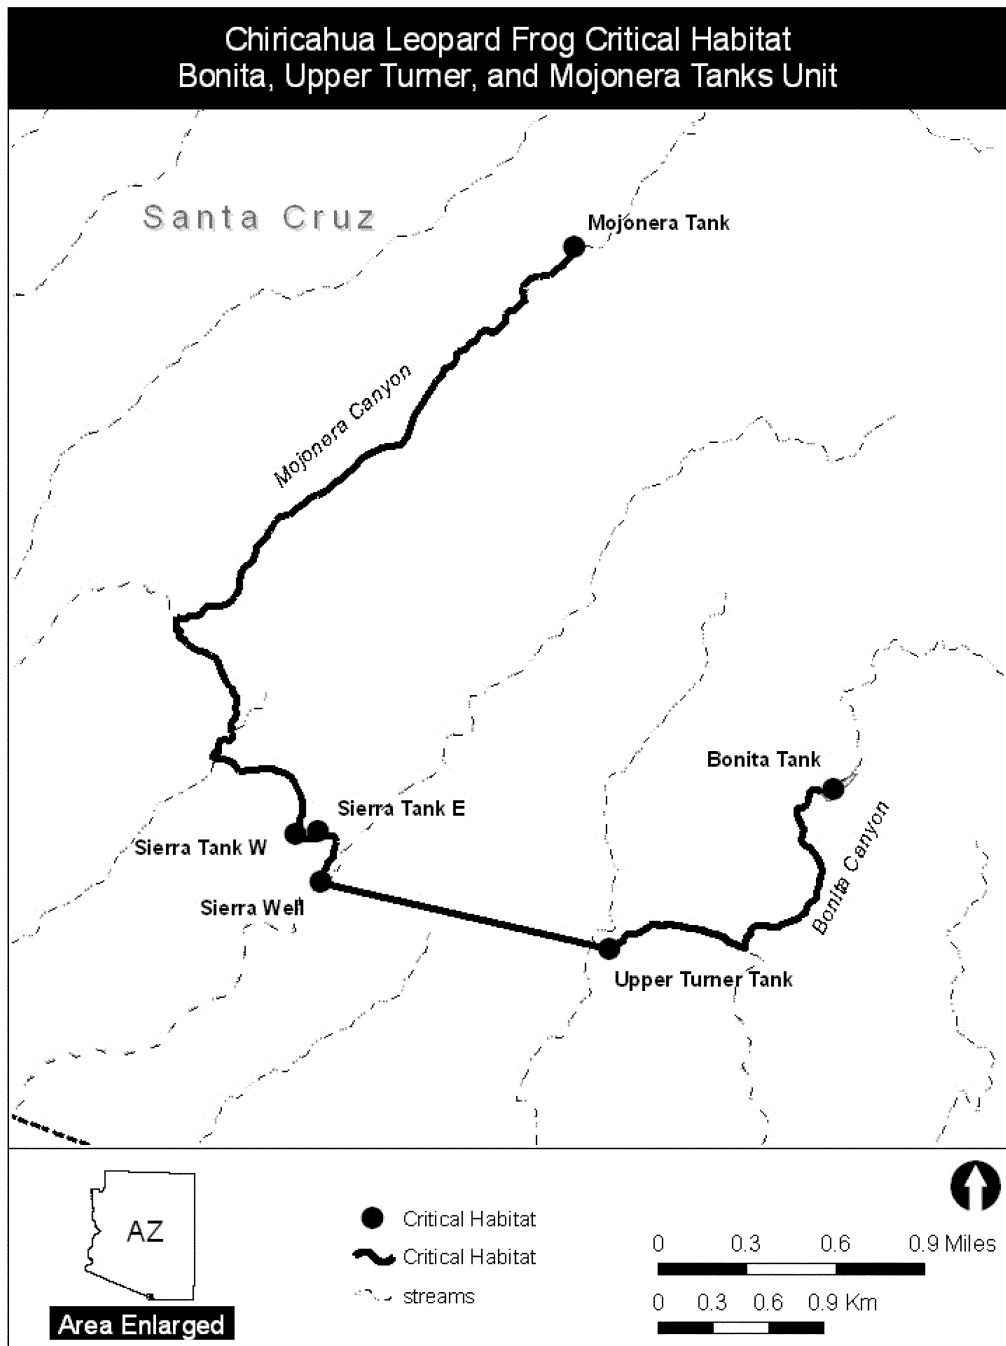 Chiricahua Leopard Frog Critical Habitat
Bonita, Upper Turner, and Mojonera Tanks Unit
Santa Cruz
Mojonera Tank
Mojonera Canyon
Bonita Tank
Sierra Tank E
Sierra Tank W
Bonita Canyon
Sierra Well
Upper Turner Tank
AZ
Area Enlarged
Critical Habitat
Critical Habitat
streams
0 0.3 0.6 0.9 Miles
0 0.3 0.6 0.9 Km